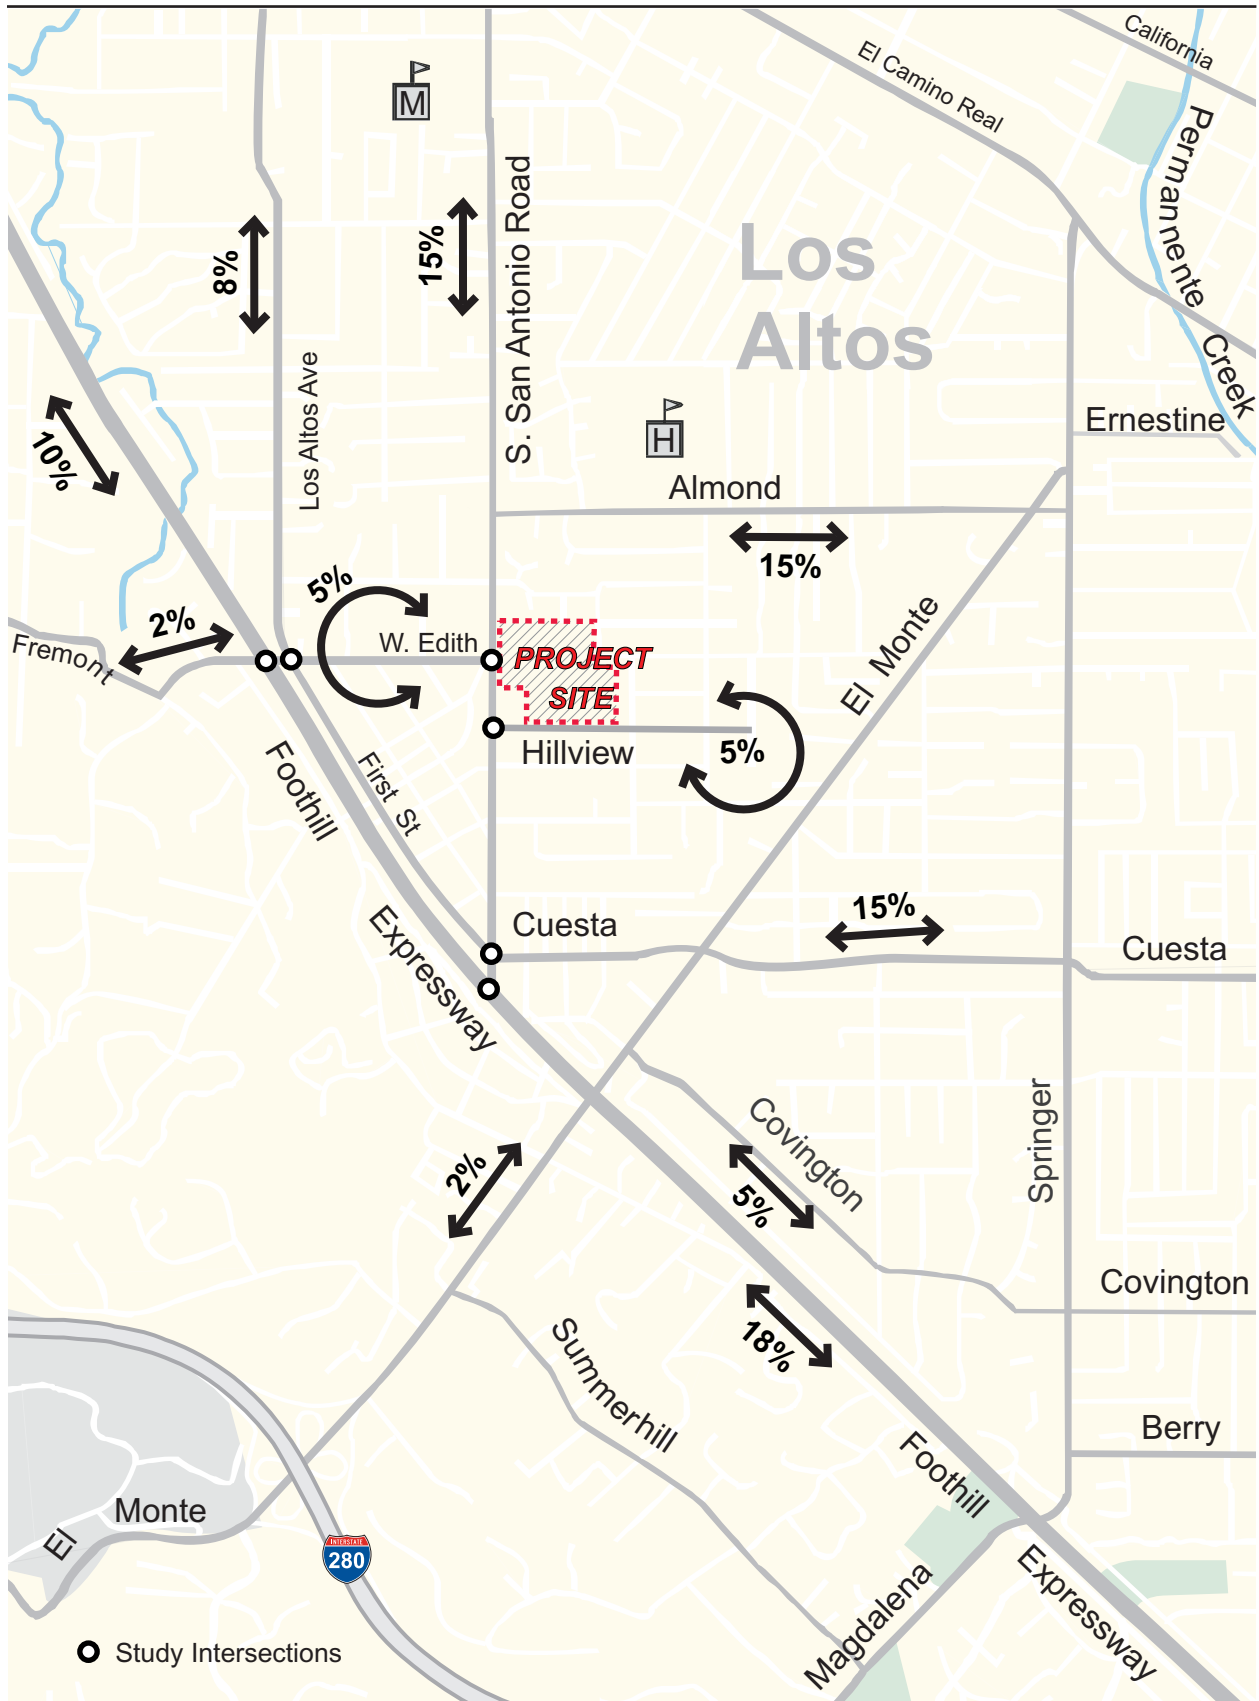 California
El Camino Real
Permannente
Creek
M
S. San Antonio Road
15%
8%
Los
Altos
Los Altos Ave
10%
H
Ernestine
Almond
15%
5%
2%
Fremont
W. Edith
PROJECT
SITE
El Monte
Hillview
5%
Foothill
First St
Expressway
Cuesta
15%
Cuesta
Covington
Springer
2%
5%
Covington
18%
Summerhill
Foothill
Berry
El
Monte
INTERSTATE
280
Magdalena
Expressway
Study Intersections